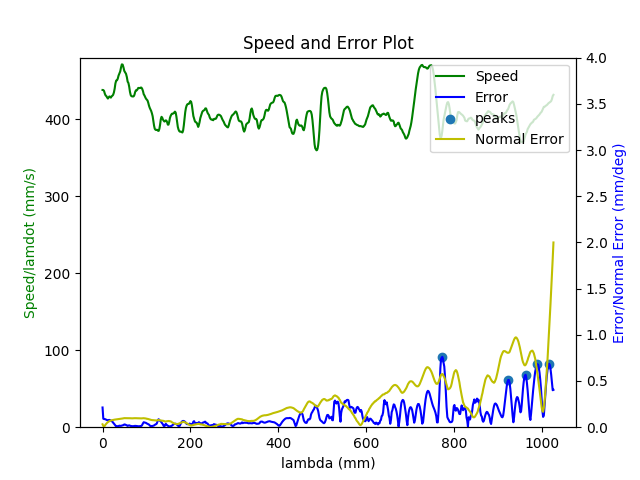 Speed and Error Plot
Speed
Error
peaks
Normal Error
Speed/lamdot (mm/s)
400
300
200
100
0
4.0
3.5
3.0
2.5
2.0
1.5
1.0
0.5
0.0
Error/Normal Error (mm/deg)
0 200 400 600 800 1000
lambda (mm)